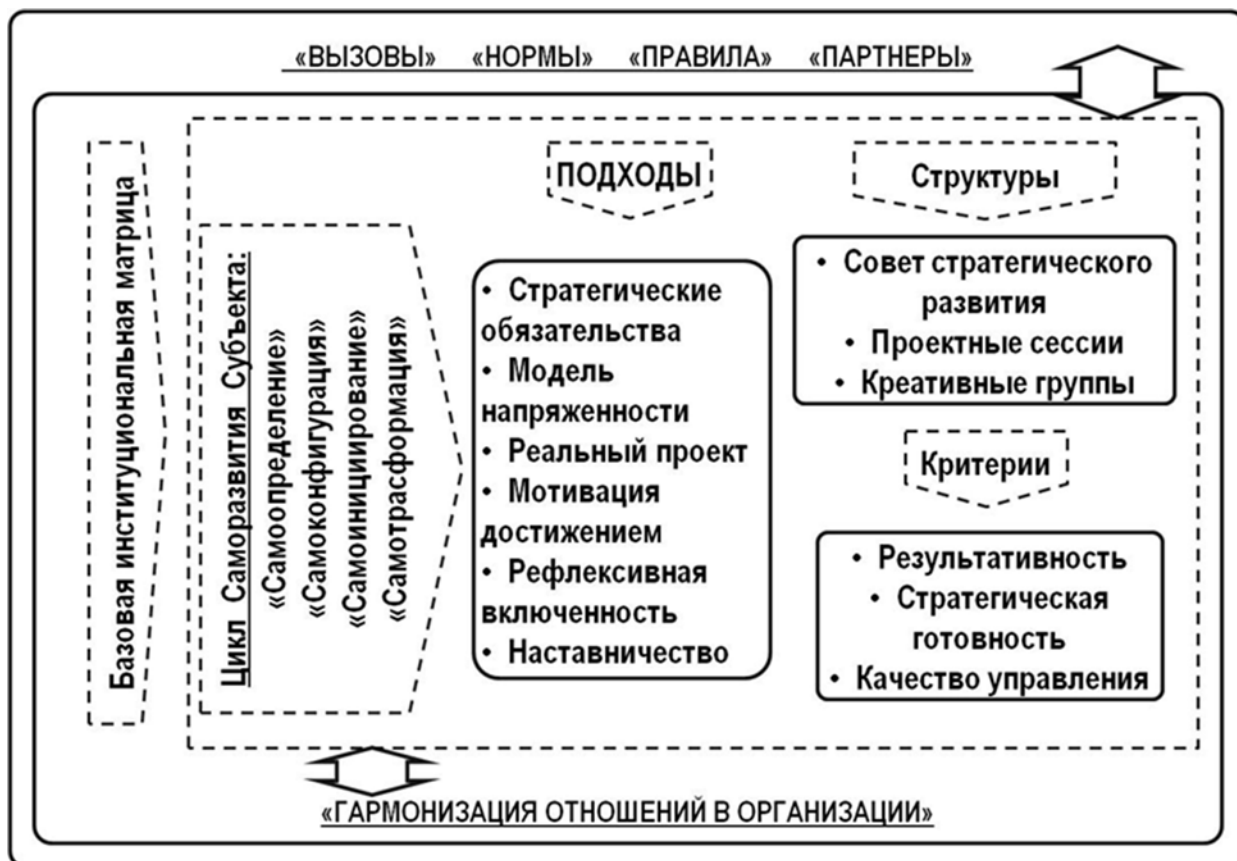 «ВЫЗОВЫ» «НОРМЫ» «ПРАВИЛА» «ПАРТНЕРЫ»
Базовая институциональная матрица
Цикл Саморазвития Субъекта:
«Самоопределение»
«Самоконфигурация»
«Самоинициирование»
«Самотрасформация»
ПОДХОДЫ
• Стратегические
обязательства
• Модель
напряженности
• Реальный проект
• Мотивация
достижением
• Рефлексивная
включенность
• Наставничество
Структуры
• Совет стратегического
развития
• Проектные сессии
• Креативные группы
Критерии
• Результативность
• Стратегическая
готовность
• Качество управления
«ГАРМОНИЗАЦИЯ ОТНОШЕНИЙ В ОРГАНИЗАЦИИ»